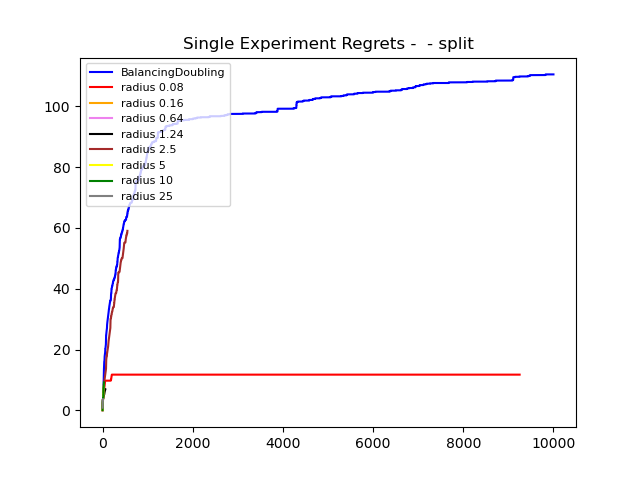 Single Experiment Regrets -  - split
BalancingDoubling
radius 0.08
radius 0.16
radius 0.64
radius 1.24
radius 2.5
radius 5
radius 10
radius 25
100
80
60
40
20
0
0 2000 4000 6000 8000 10000